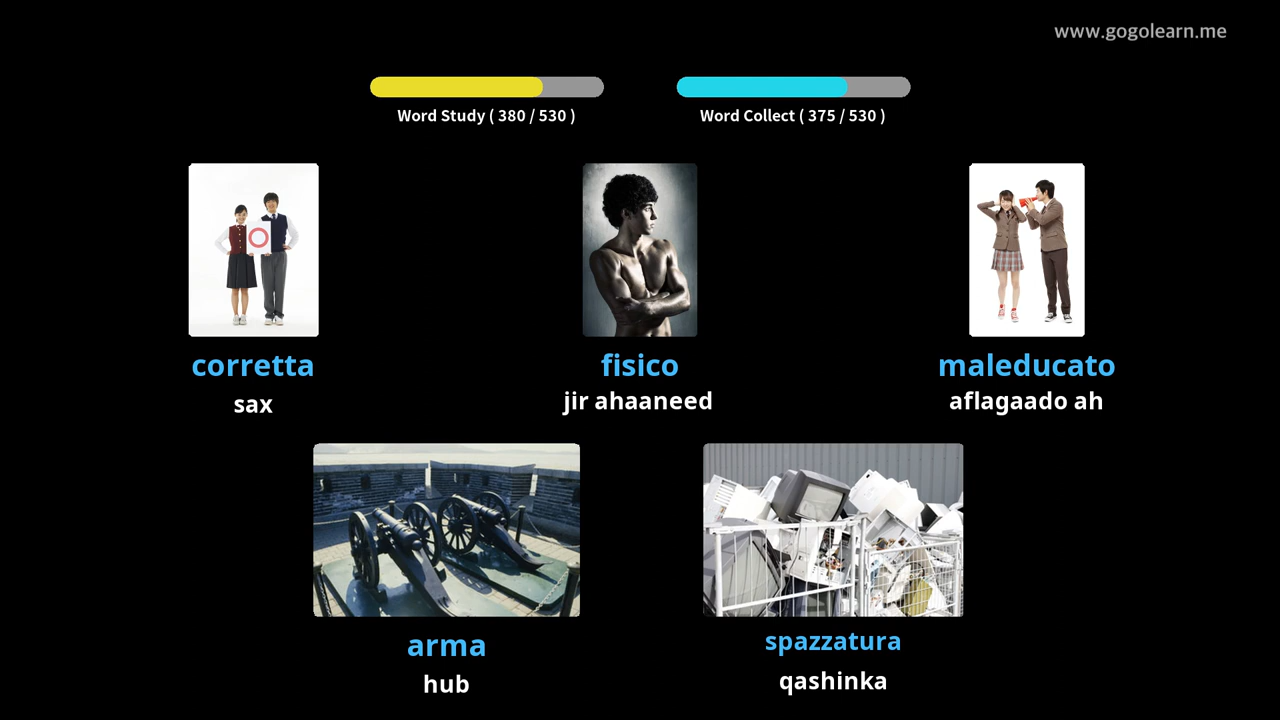 www.gogolearn.me
Word Study ( 380 / 530 )
Word Collect ( 375 / 530 )
corretta
sax
fisico
jir ahaaneed
maleducato
aflagaado ah
arma
hub
spazzatura
qashinka